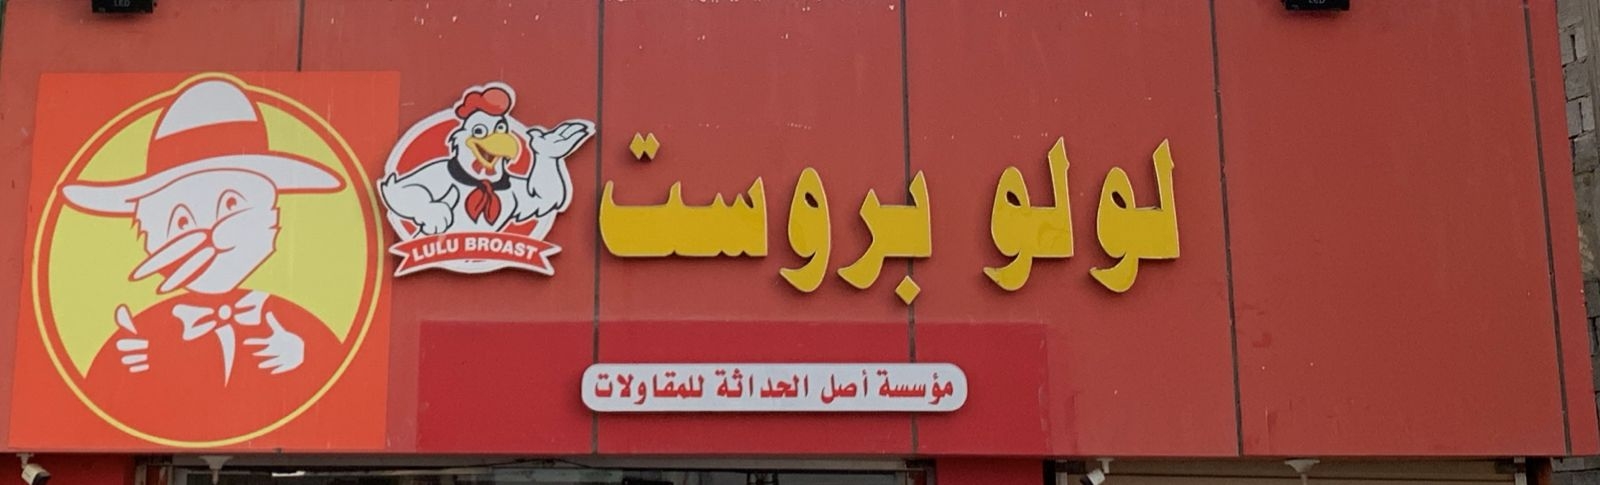 لولو بروست
LULU BROAST
مؤسسة أصل الحداثة للمقاولات